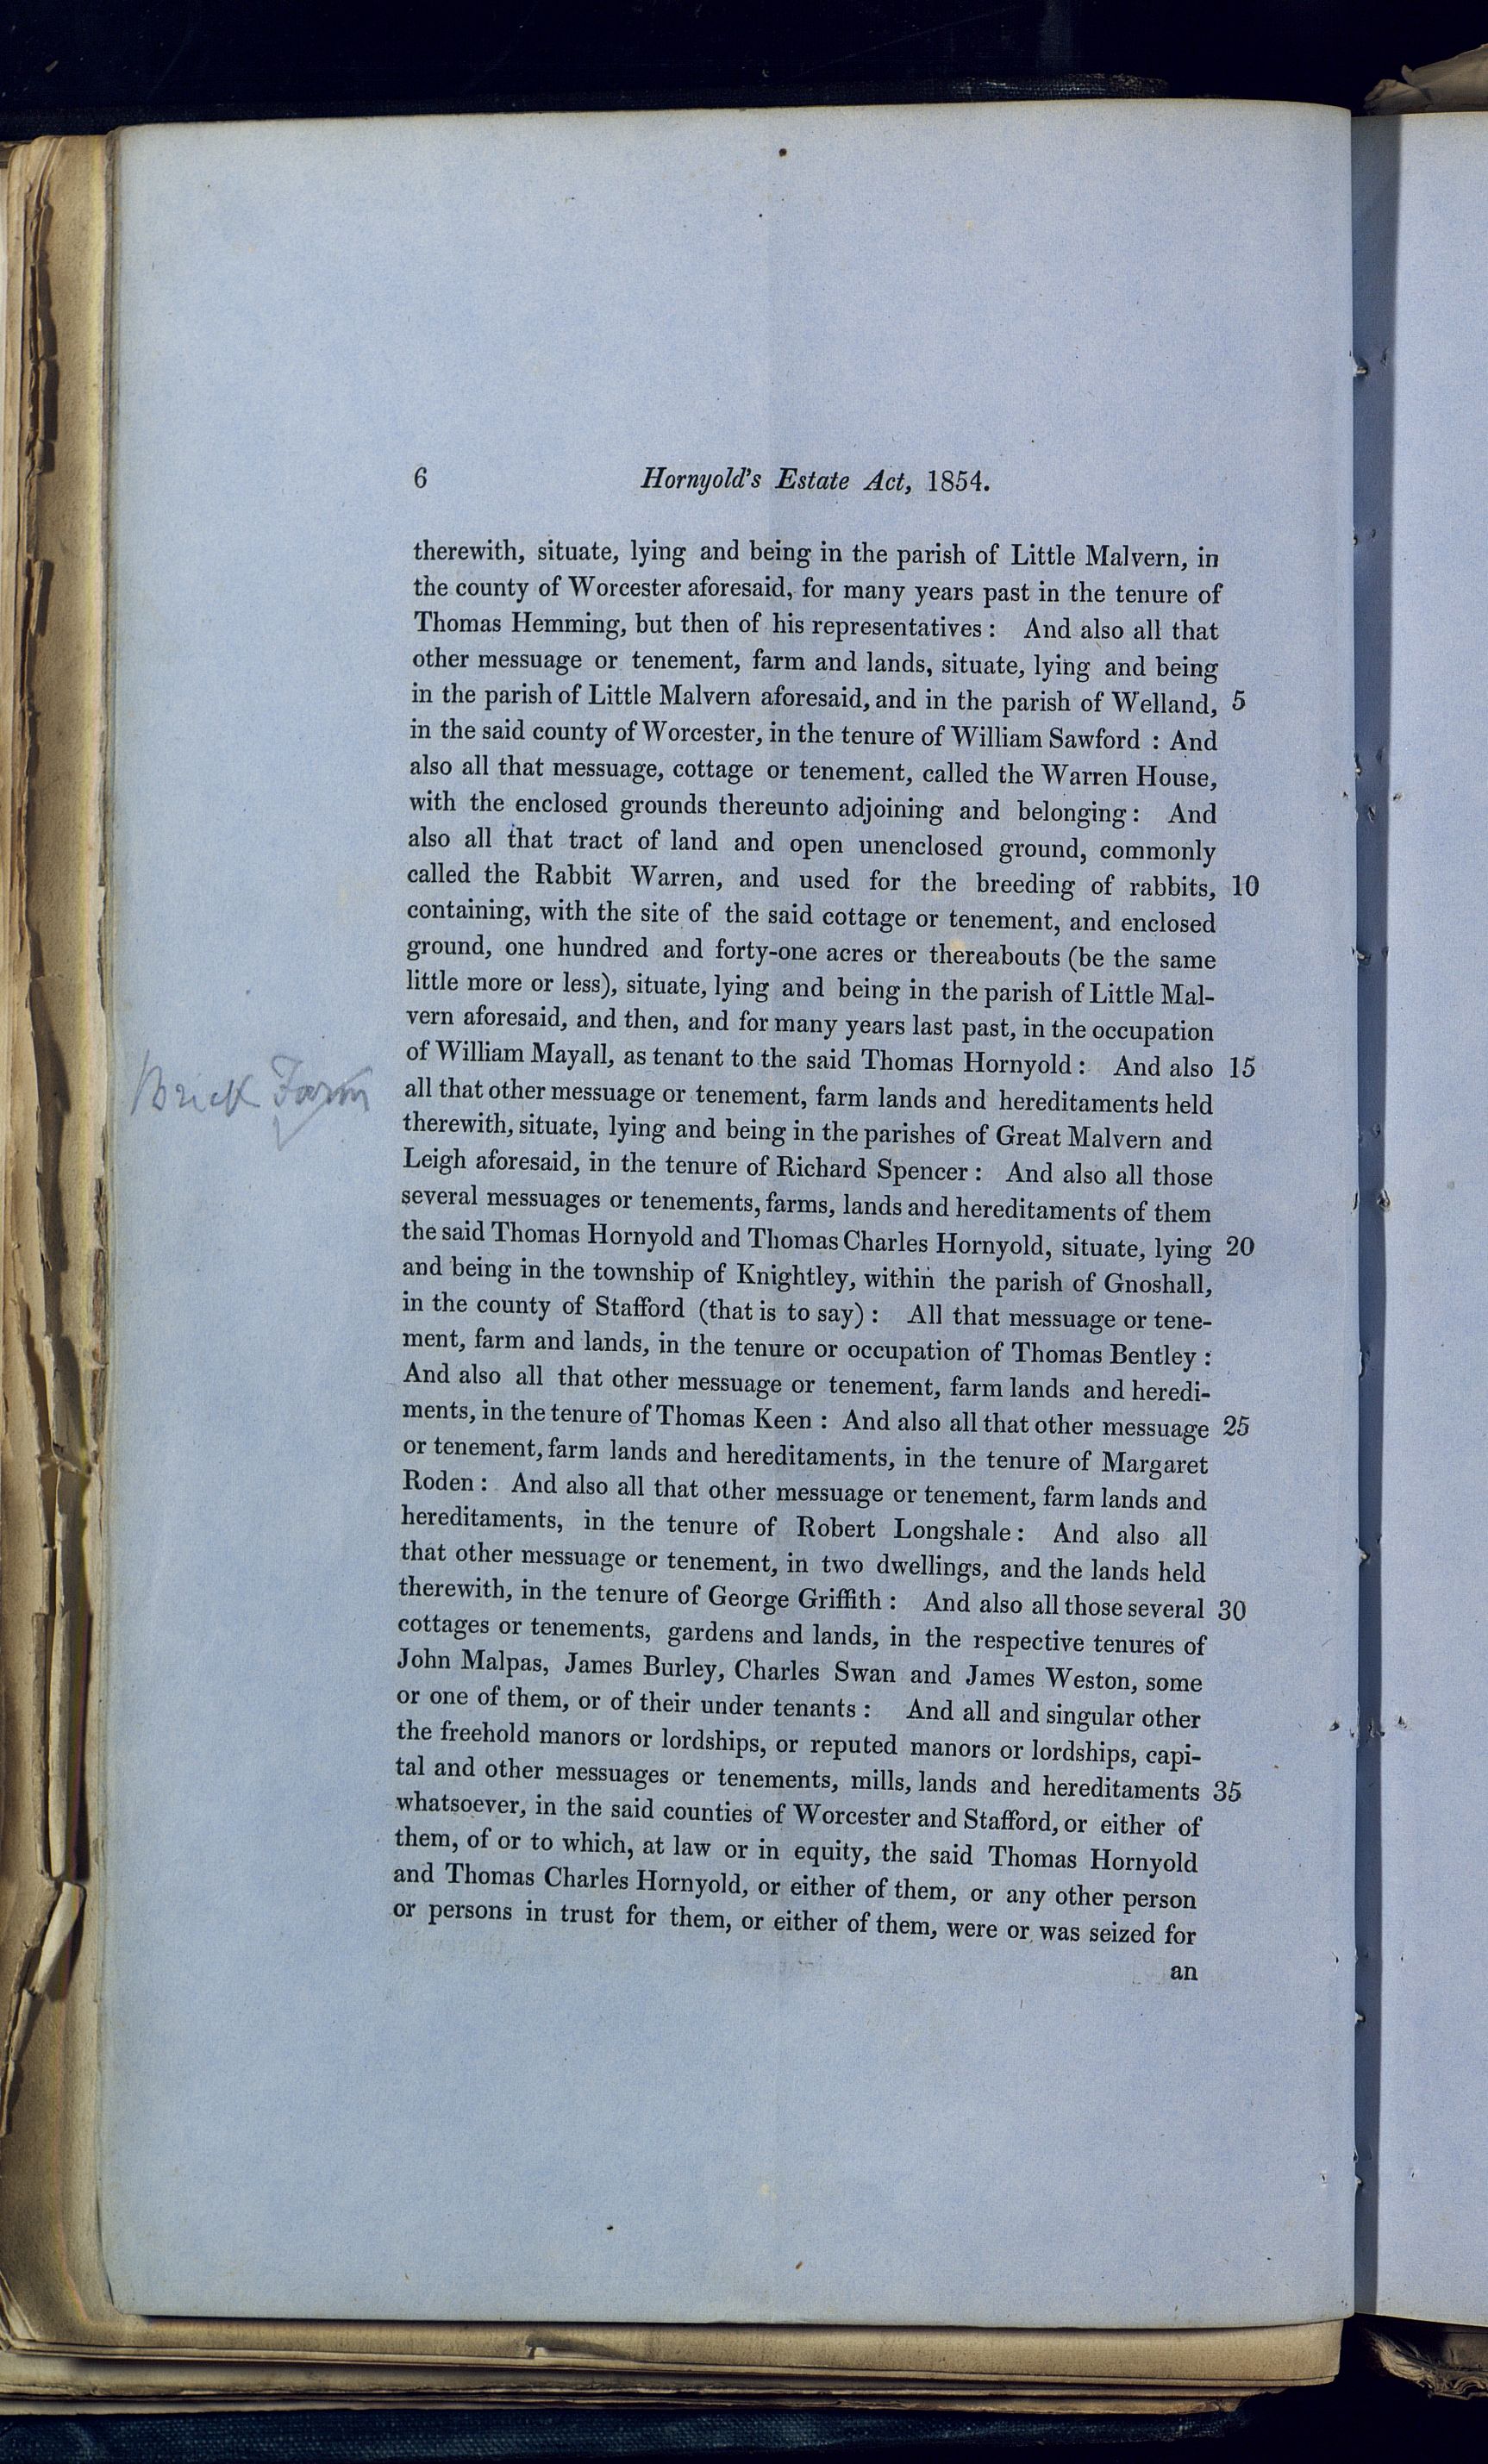 6 Hornyold's Estate Act, 1854.
therewith, situate, lying and being in the parish of Little Malvern, in
the county of Worcester aforesaid, for many years past in the tenure of
Thomas Hemming, but then of his representatives : And also all that
other messuage or tenement, farm and lands, situate, lying and being
in the parish of Little Malvern aforesaid, and in the parish of Welland, 5
in the said county of Worcester, in the tenure of William Sawford : And
also all that messuage, cottage or tenement, called the Warren House,
with the enclosed grounds thereunto adjoining and belonging : And
also all that tract of land and open unenclosed ground, commonly
called the Rabbit Warren, and used for the breeding of rabbits, 10
containing, with the site of the said cottage or tenement, and enclosed
ground, one hundred and forty-one acres or thereabouts (be the same
little more or less), situate, lying and being in the parish of Little Mal-
vern aforesaid, and then, and for many years last past, in the occupation
of William Mayall, as tenant to the said Thomas Hornyold : And also 15
Brick Farm
all that other messuage or tenement, farm lands and hereditaments held
therewith, situate, lying and being in the parishes of Great Malvern and
Leigh aforesaid, in the tenure of Richard Spencer : And also all those
several messuages or tenements, farms, lands and hereditaments of them
the said Thomas Hornyold and Thomas Charles Hornyold, situate, lying 20
and being in the township of Knightley, within the parish of Gnoshall,
in the county of Stafford (that is to say) : All that messuage or tene-
ment, farm and lands, in the tenure or occupation of Thomas Bentley :
And also all that other messuage or tenement, farm lands and heredi-
ments, in the tenure of Thomas Keen : And also all that other messuage 25
or tenement, farm lands and hereditaments, in the tenure of Margaret
Roden : And also all that other messuage or tenement, farm lands and
hereditaments, in the tenure of Robert Longshale : And also all
that other messuage or tenement, in two dwellings, and the lands held
therewith, in the tenure of George Griffith : And also all those several 30
cottages or tenements, gardens and lands, in the respective tenures of
John Malpas, James Burley, Charles Swan and James Weston, some
or one of them, or of their under tenants : And all and singular other
the freehold manors or lordships, or reputed manors or lordships, capi-
tal and other messuages or tenements, mills, lands and hereditaments 35
whatsoever, in the said counties of Worcester and Stafford, or either of
them, of or to which, at law or in equity, the said Thomas Hornyold
and Thomas Charles Hornyold, or either of them, or any other person
or persons in trust for them, or either of them, were or was seized for
an